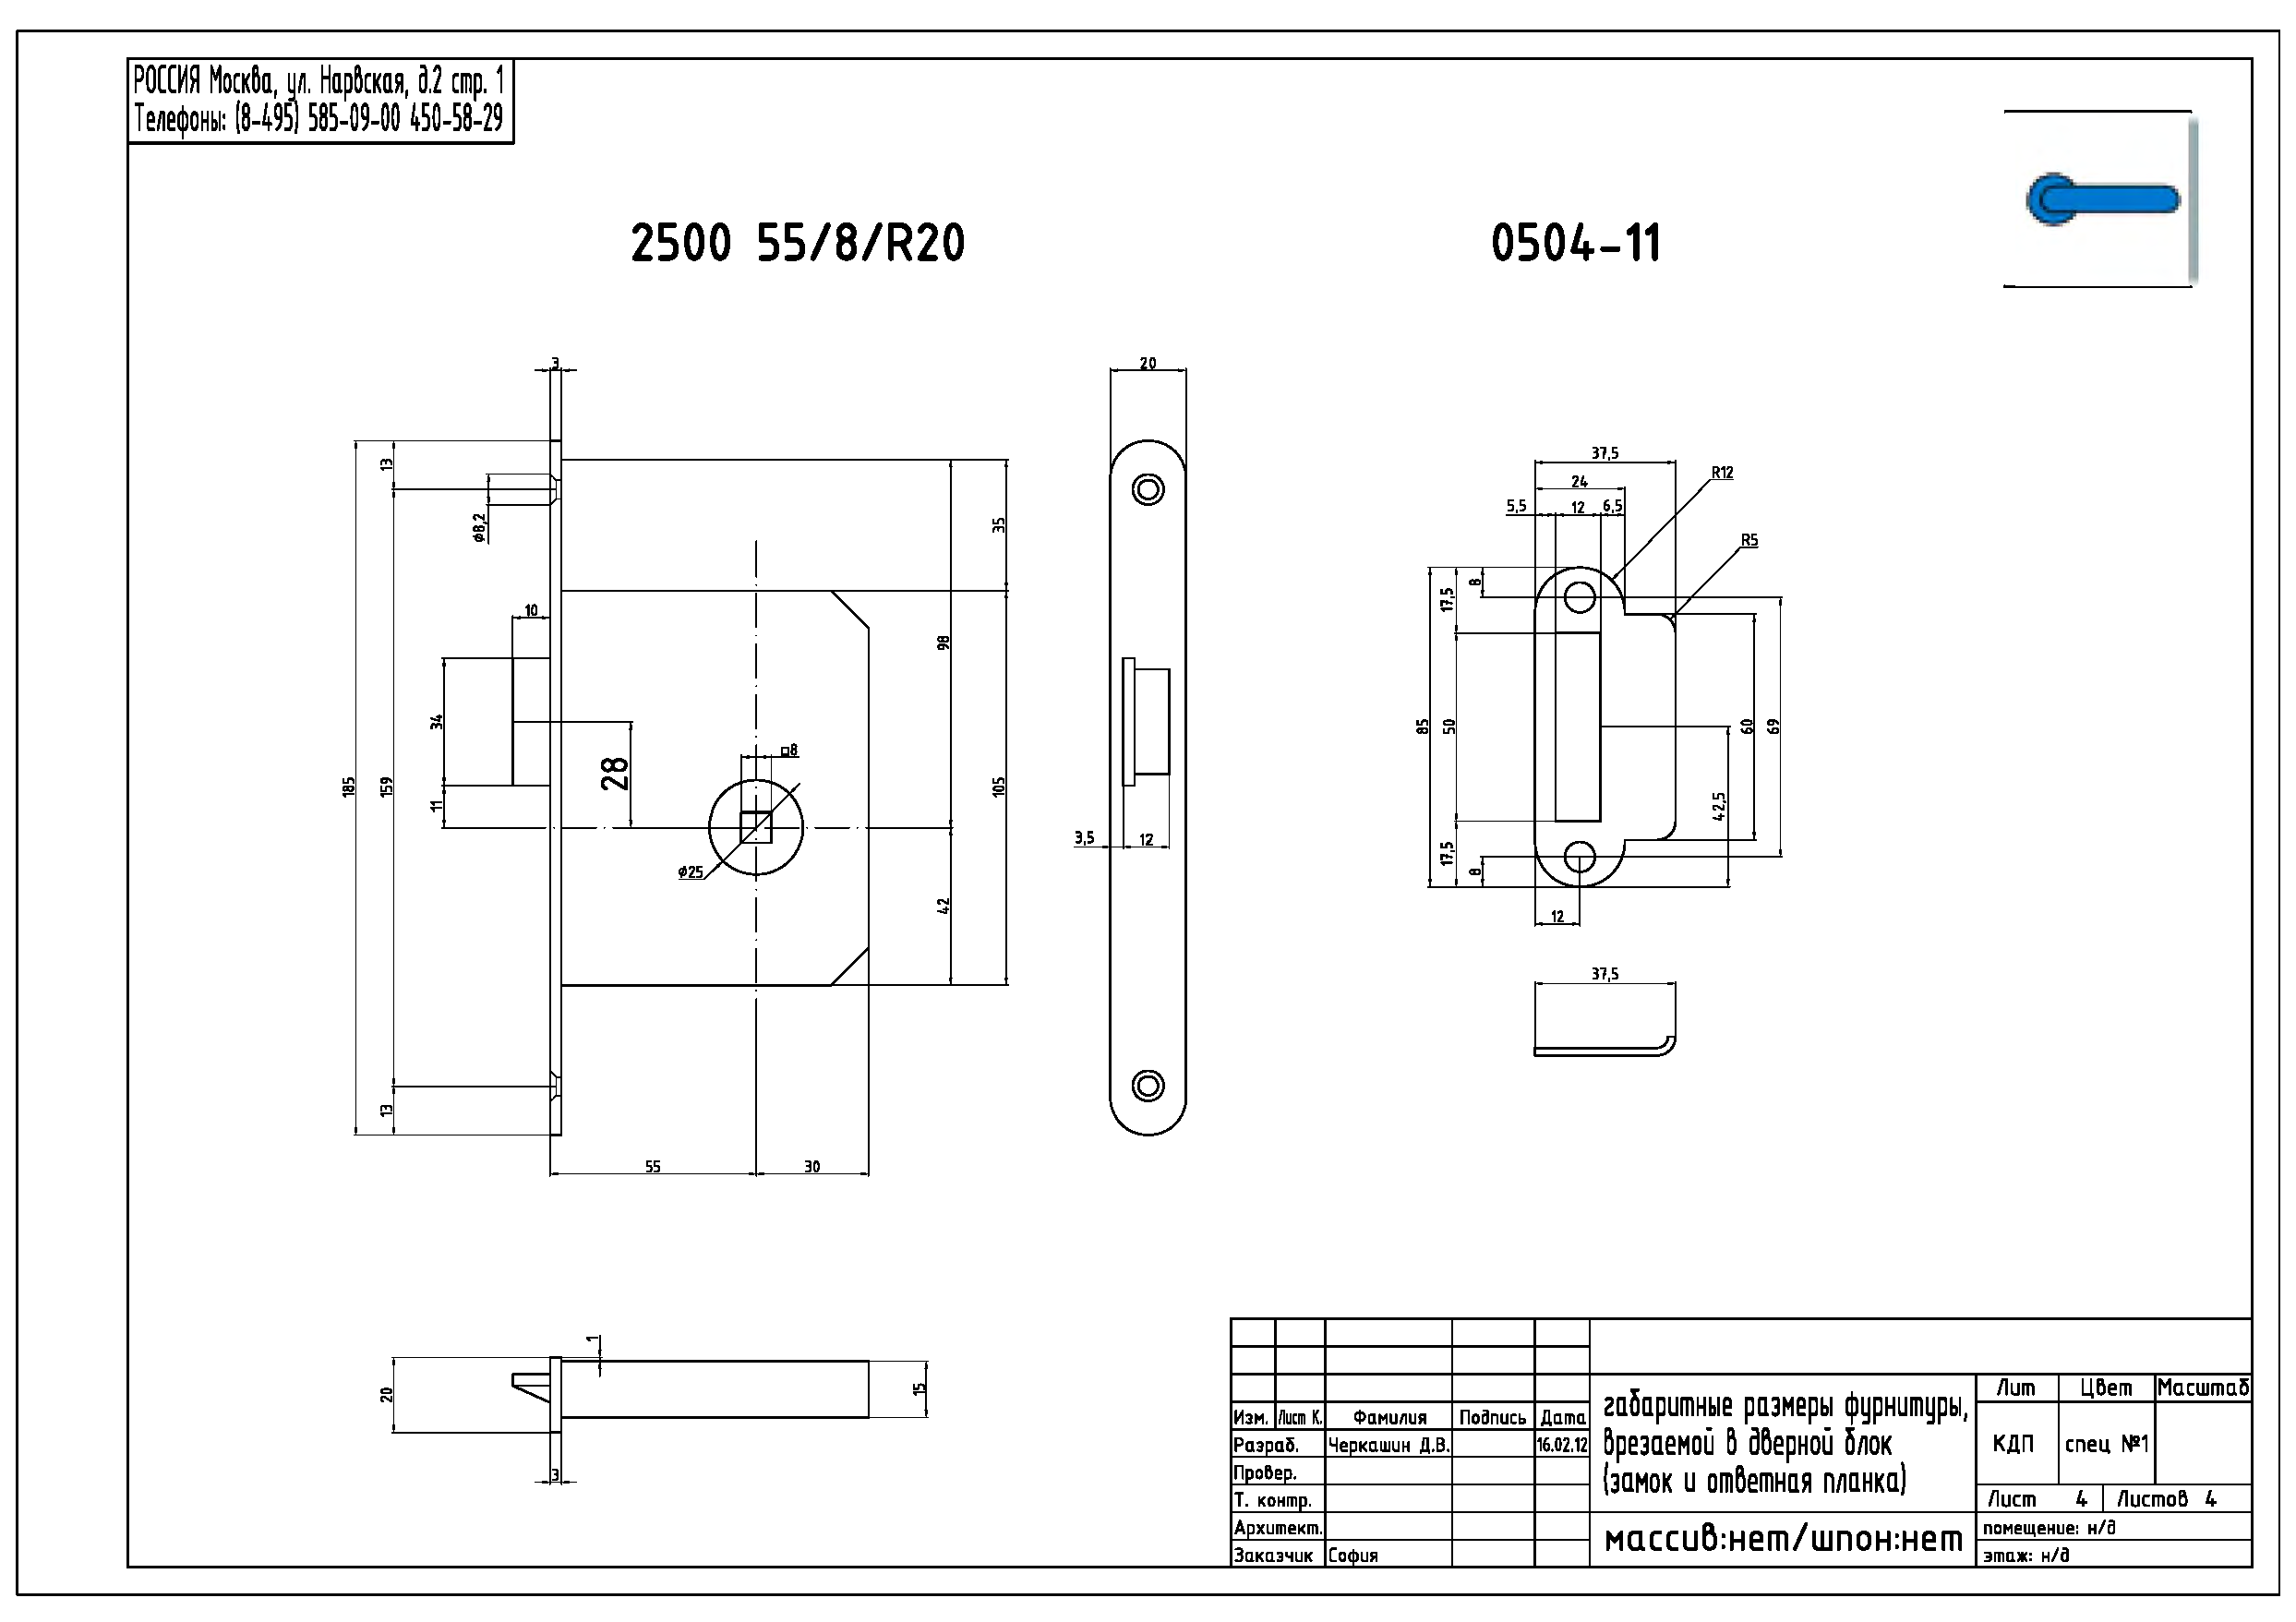 РОССИЯ Москва, ул. Нарвская, д.2 стр. 1
Телефоны: (8-495) 585-09-00 450-58-29
2500 55/8/R20
0504-11
3
185
13
159
13
⌀8,2
10
34
11
28
□8
⌀25
98
42
35
105
55
30
20
3,5
12
37,5
24
5,5
12
6,5
R12
R5
85
17,5
50
17,5
8
8
42,5
60
69
12
37,5
1
20
15
3
Изм.
Лист К.
Фамилия
Подпись
Дата
Разраб.
Черкашин Д.В.
16.02.12
Провер.
Т. контр.
Архитект.
Заказчик
София
габаритные размеры фурнитуры,
врезаемой в дверной блок
(замок и ответная планка)
массив:нет/шпон:нет
Лит
Цвет
Масштаб
КДП
спец №1
Лист 4
Листов 4
помещение: н/д
этаж: н/д